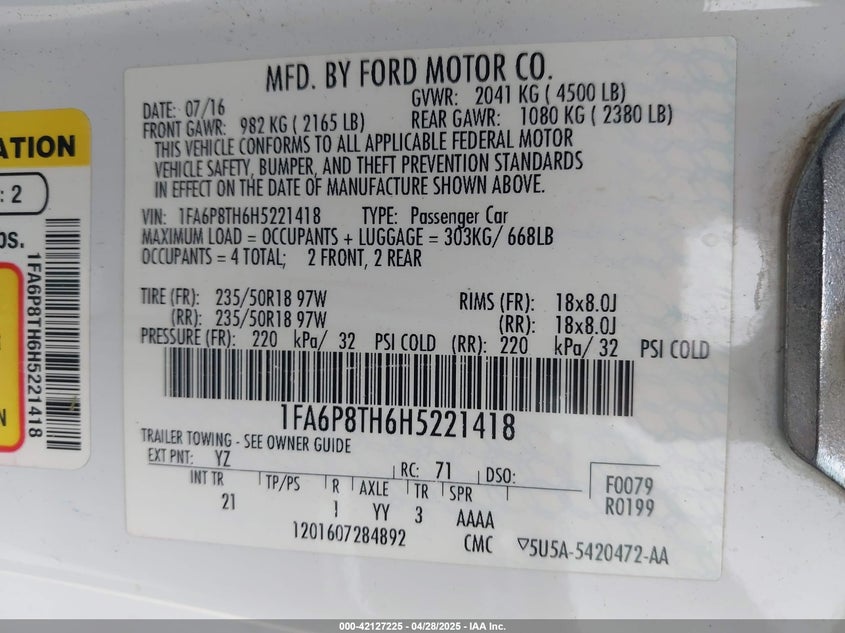 ATION
: 2
bs.
1FA6P8TH6H5221418
N
MFD. BY FORD MOTOR CO.
DATE: 07/16 GVWR: 2041 KG ( 4500 LB)
FRONT GAWR: 982 KG ( 2165 LB) REAR GAWR: 1080 KG ( 2380 LB)
THIS VEHICLE CONFORMS TO ALL APPLICABLE FEDERAL MOTOR
VEHICLE SAFETY, BUMPER, AND THEFT PREVENTION STANDARDS
IN EFFECT ON THE DATE OF MANUFACTURE SHOWN ABOVE.
VIN: 1FA6P8TH6H5221418 TYPE: Passenger Car
MAXIMUM LOAD = OCCUPANTS + LUGGAGE = 303KG/ 668LB
OCCUPANTS = 4 TOTAL; 2 FRONT, 2 REAR
TIRE (FR): 235/50R18 97W RIMS (FR): 18x8.0J
(RR): 235/50R18 97W (RR): 18x8.0J
PRESSURE (FR): 220 kPa/ 32 PSI COLD (RR): 220 kPa/ 32 PSI COLD
1FA6P8TH6H5221418
TRAILER TOWING - SEE OWNER GUIDE
EXT PNT: YZ RC: 71 DSO:
INT TR TP/PS R AXLE TR SPR
21 1 YY 3 AAAA
F0079
R0199
1201607284892 CMC ▽5U5A-5420472-AA
000-42127225 - 04/28/2025 - IAA Inc.